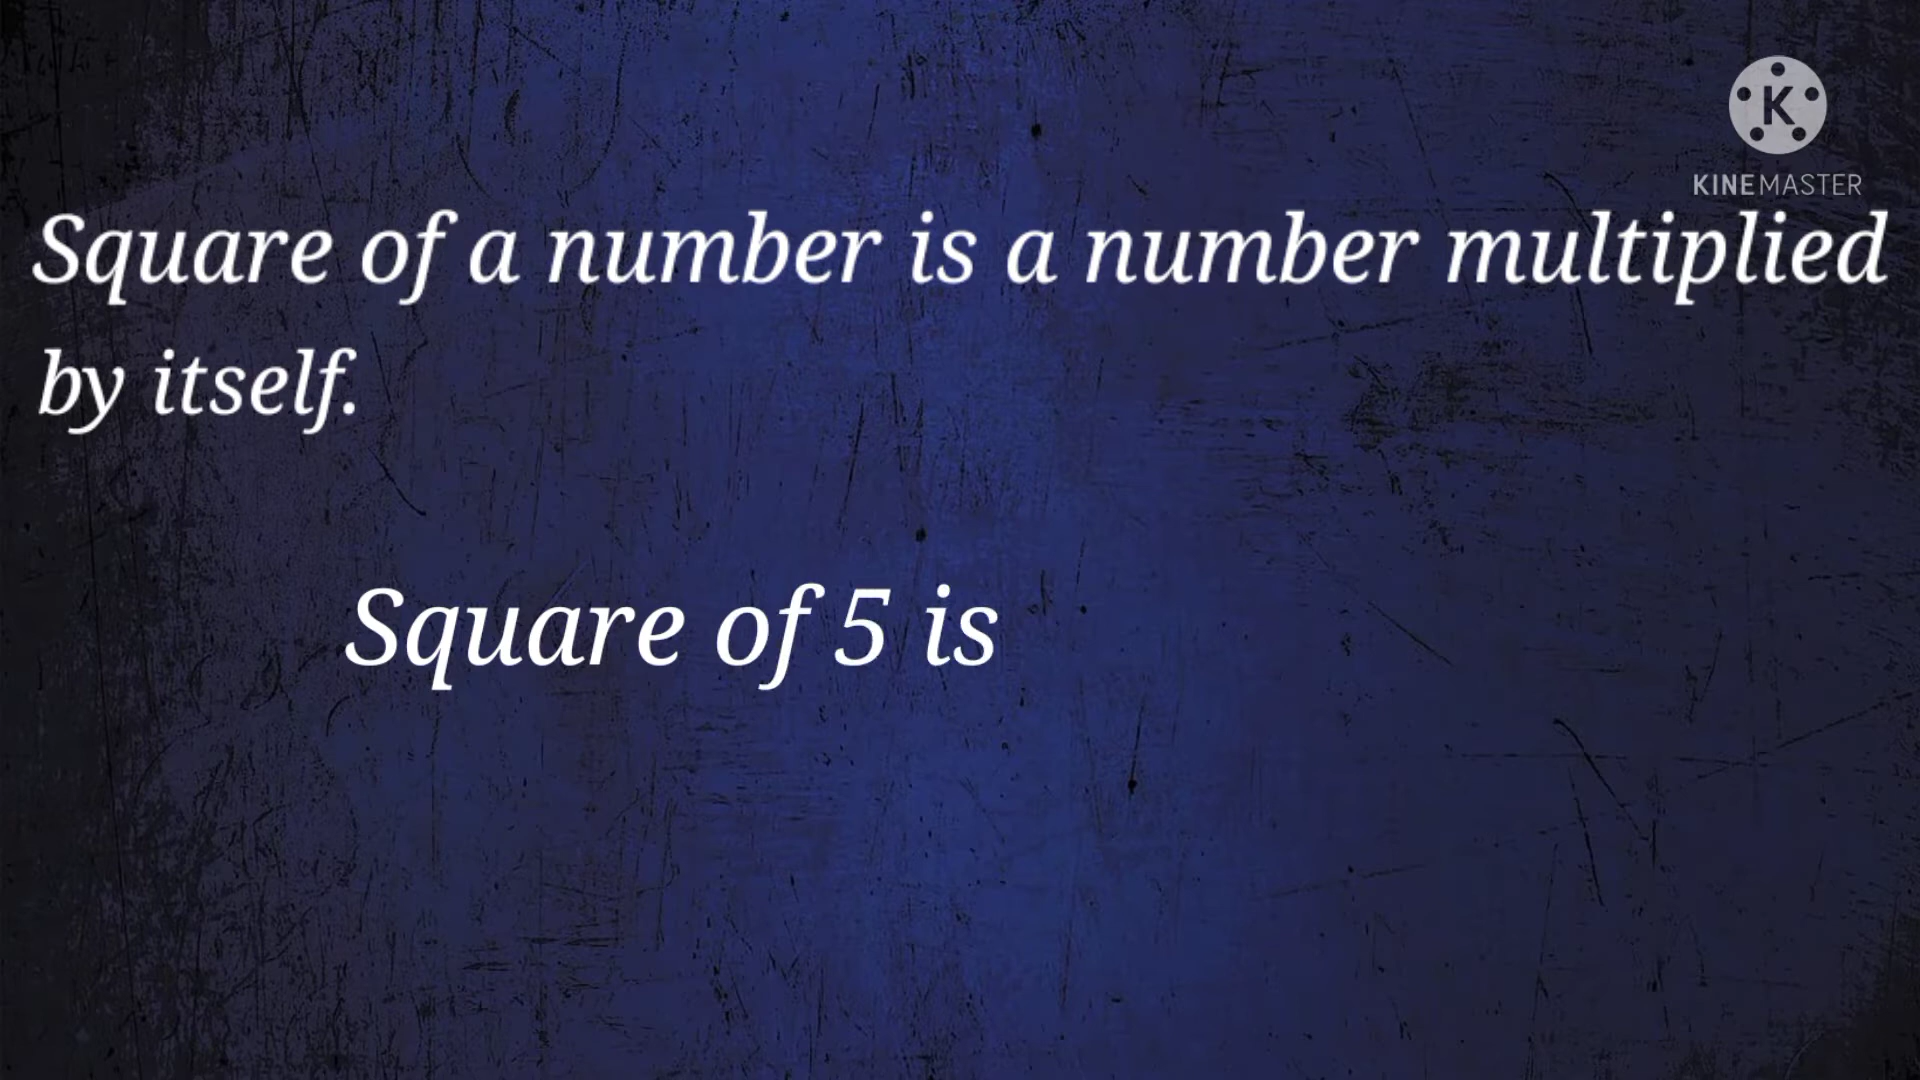 K
KINEMASTER
Square of a number is a number multiplied
by itself.
Square of 5 is